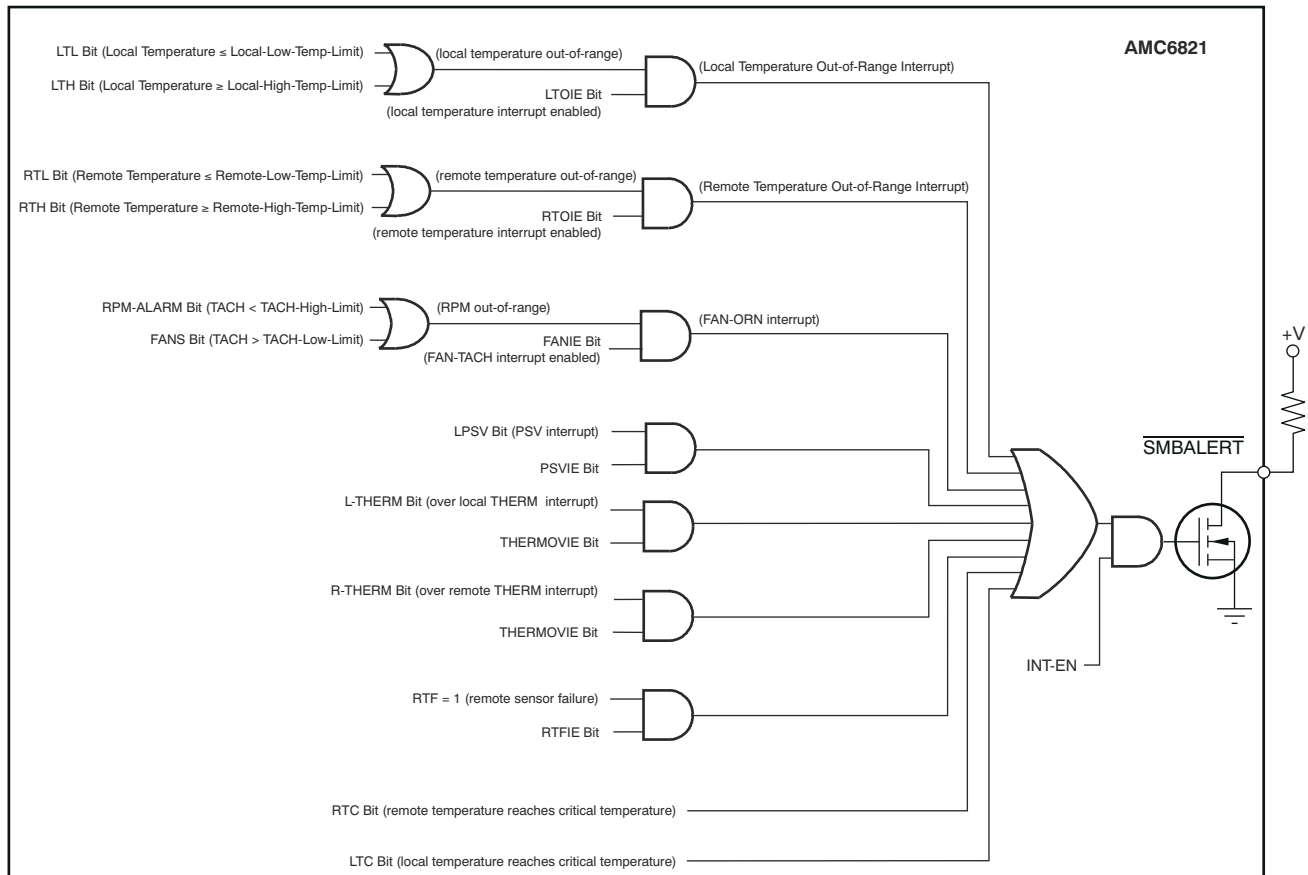 AMC6821
LTL Bit (Local Temperature ≤ Local-Low-Temp-Limit)
(local temperature out-of-range)
(Local Temperature Out-of-Range Interrupt)
LTH Bit (Local Temperature ≥ Local-High-Temp-Limit)
LTOIE Bit
(local temperature interrupt enabled)
RTL Bit (Remote Temperature ≤ Remote-Low-Temp-Limit)
(remote temperature out-of-range)
(Remote Temperature Out-of-Range Interrupt)
RTH Bit (Remote Temperature ≥ Remote-High-Temp-Limit)
RTOIE Bit
(remote temperature interrupt enabled)
RPM-ALARM Bit (TACH < TACH-High-Limit)
(RPM out-of-range)
(FAN-ORN interrupt)
FANS Bit (TACH > TACH-Low-Limit)
FANIE Bit
(FAN-TACH interrupt enabled)
+V
LPSV Bit (PSV interrupt)
PSVIE Bit
SMBALERT
L-THERM Bit (over local THERM interrupt)
THERMOVIE Bit
R-THERM Bit (over remote THERM interrupt)
THERMOVIE Bit
INT-EN
RTF = 1 (remote sensor failure)
RTFIE Bit
RTC Bit (remote temperature reaches critical temperature)
LTC Bit (local temperature reaches critical temperature)